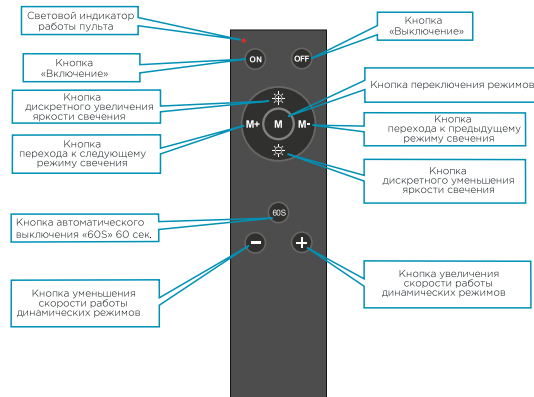 Световой индикатор
работы пульта
Кнопка
«Выключение»
Кнопка
«Включение»
ON
OFF
Кнопка переключения режимов
Кнопка
дискретного увеличения
яркости свечения
M+
M
M-
Кнопка
перехода к предыдущему
режиму свечения
Кнопка
перехода к следующему
режиму свечения
Кнопка
дискретного уменьшения
яркости свечения
Кнопка автоматического
выключения «60S» 60 сек.
60S
Кнопка уменьшения
скорости работы
динамических режимов
Кнопка увеличения
скорости работы
динамических режимов